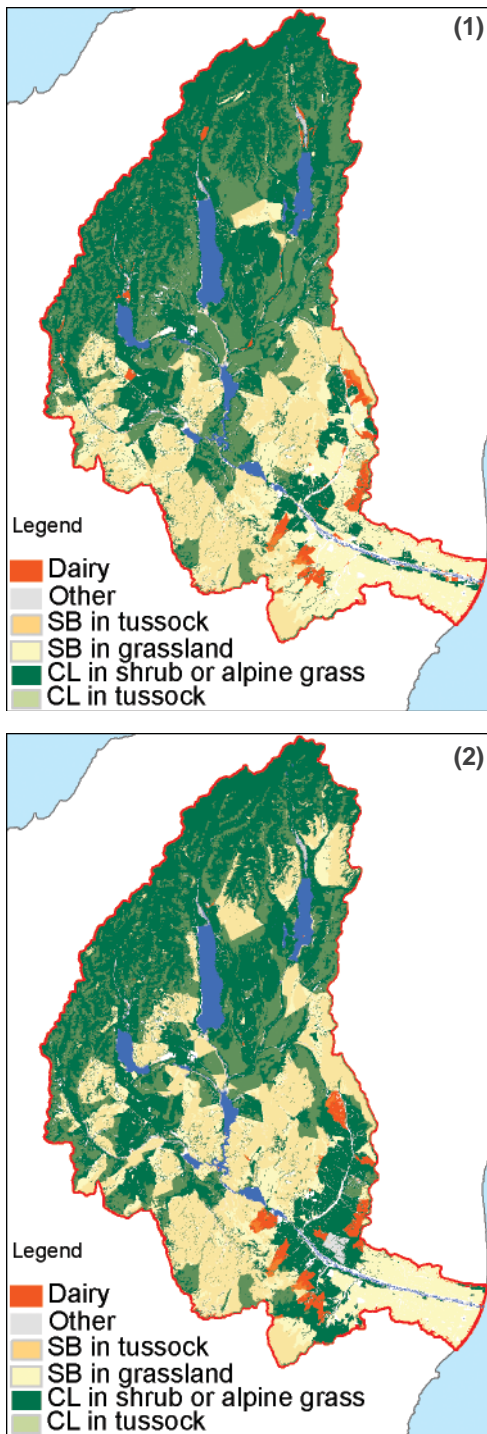 (1)
Legend
Dairy
Other
SB in tussock
SB in grassland
CL in shrub or alpine grass
CL in tussock
(2)
Legend
Dairy
Other
SB in tussock
SB in grassland
CL in shrub or alpine grass
CL in tussock